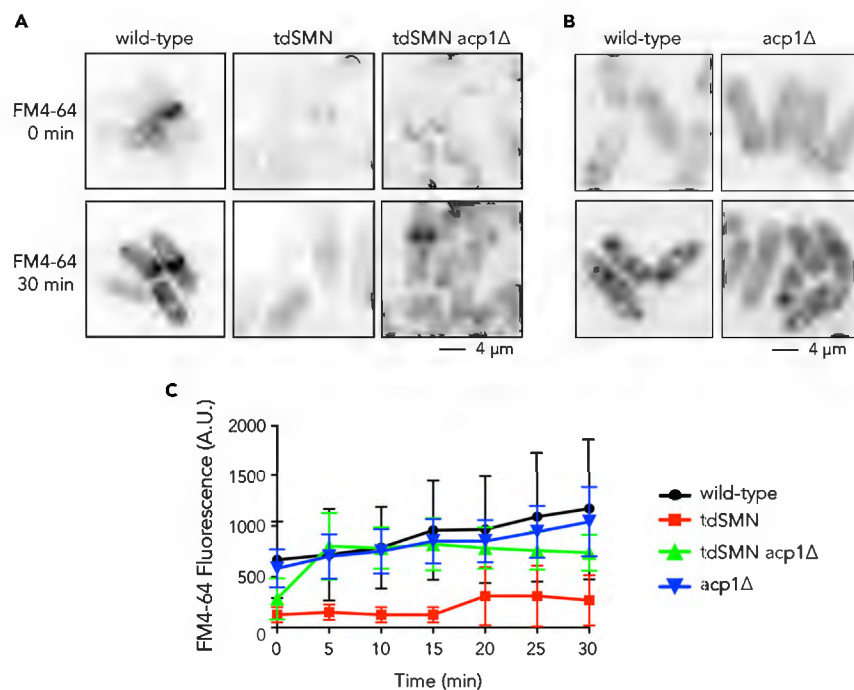 A
wild-type tdSMN tdSMN acp1Δ
B
wild-type acp1Δ
FM4-64
0 min
FM4-64
30 min
4 µm
4 µm
C
FM4-64 Fluorescence (A.U.)
2000
1500
1000
500
0
0 5 10 15 20 25 30
Time (min)
wild-type
tdSMN
tdSMN acp1Δ
acp1Δ